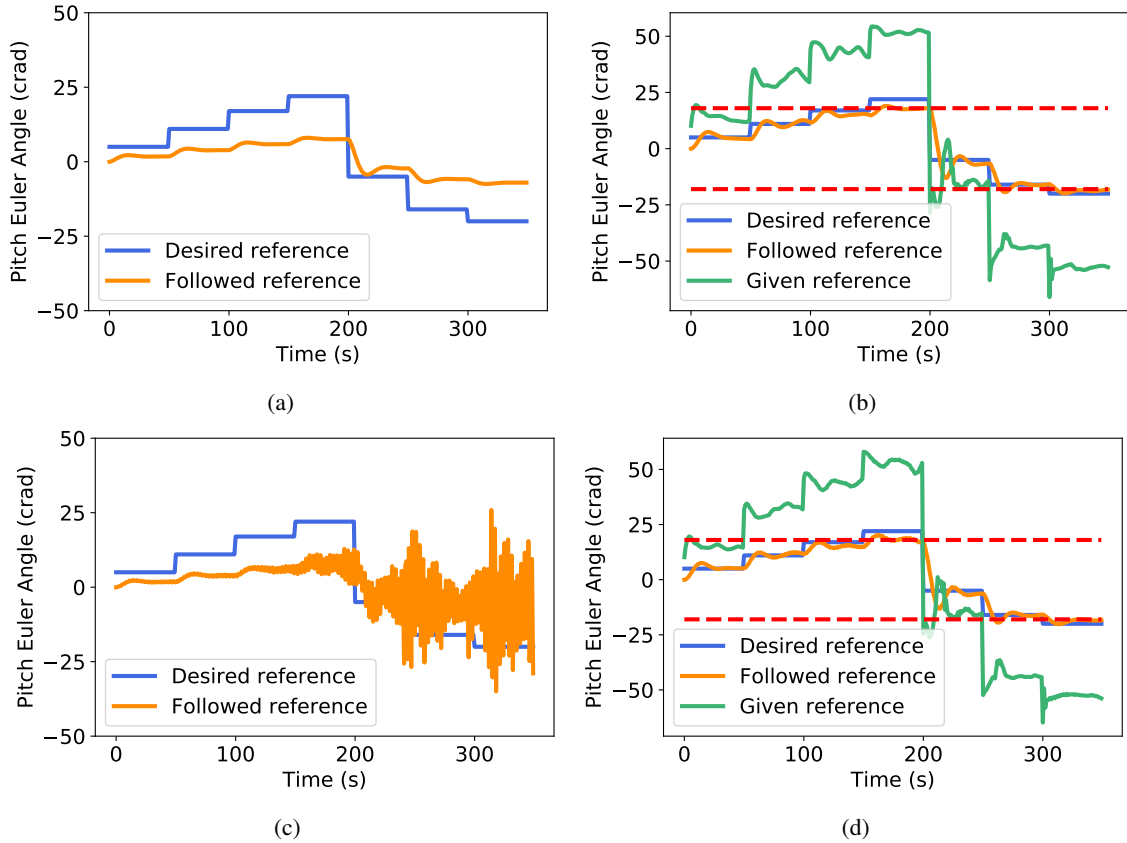 50
25
0
−25
−50
Pitch Euler Angle (crad)
Desired reference
Followed reference
0
100
200
300
Time (s)
(a)
50
25
0
−25
−50
Pitch Euler Angle (crad)
Desired reference
Followed reference
Given reference
0
100
200
300
Time (s)
(b)
50
25
0
−25
−50
Pitch Euler Angle (crad)
Desired reference
Followed reference
0
100
200
300
Time (s)
(c)
50
25
0
−25
−50
Pitch Euler Angle (crad)
Desired reference
Followed reference
Given reference
0
100
200
300
Time (s)
(d)